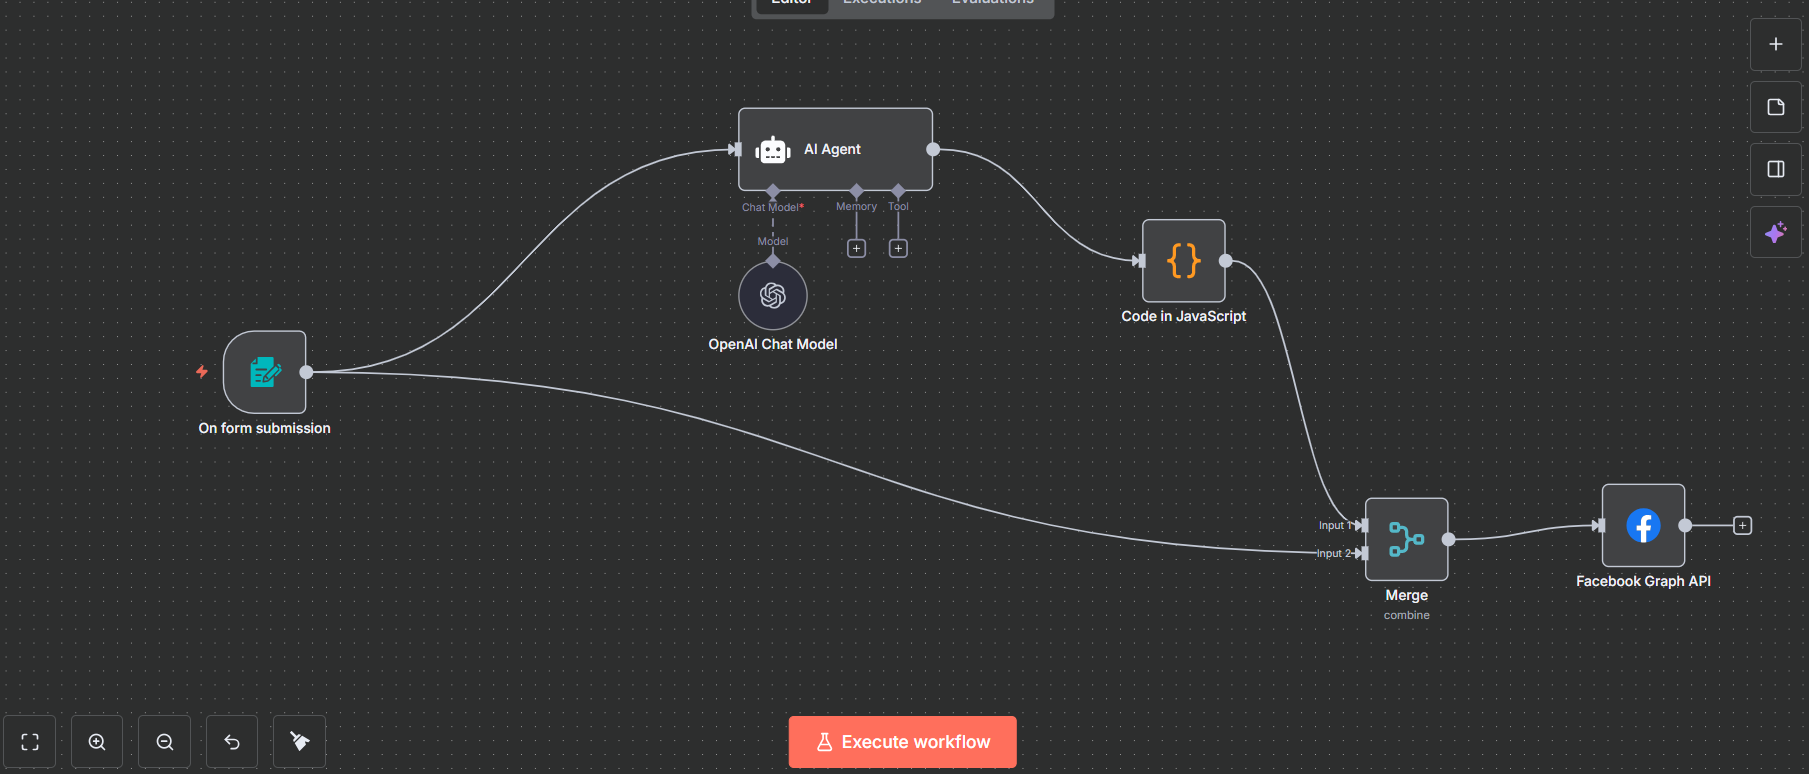 Editor Executions Evaluations
AI Agent
Chat Model*
Memory
Tool
Model
OpenAI Chat Model
Code in JavaScript
On form submission
Input 1
Input 2
Merge
combine
Facebook Graph API
Execute workflow